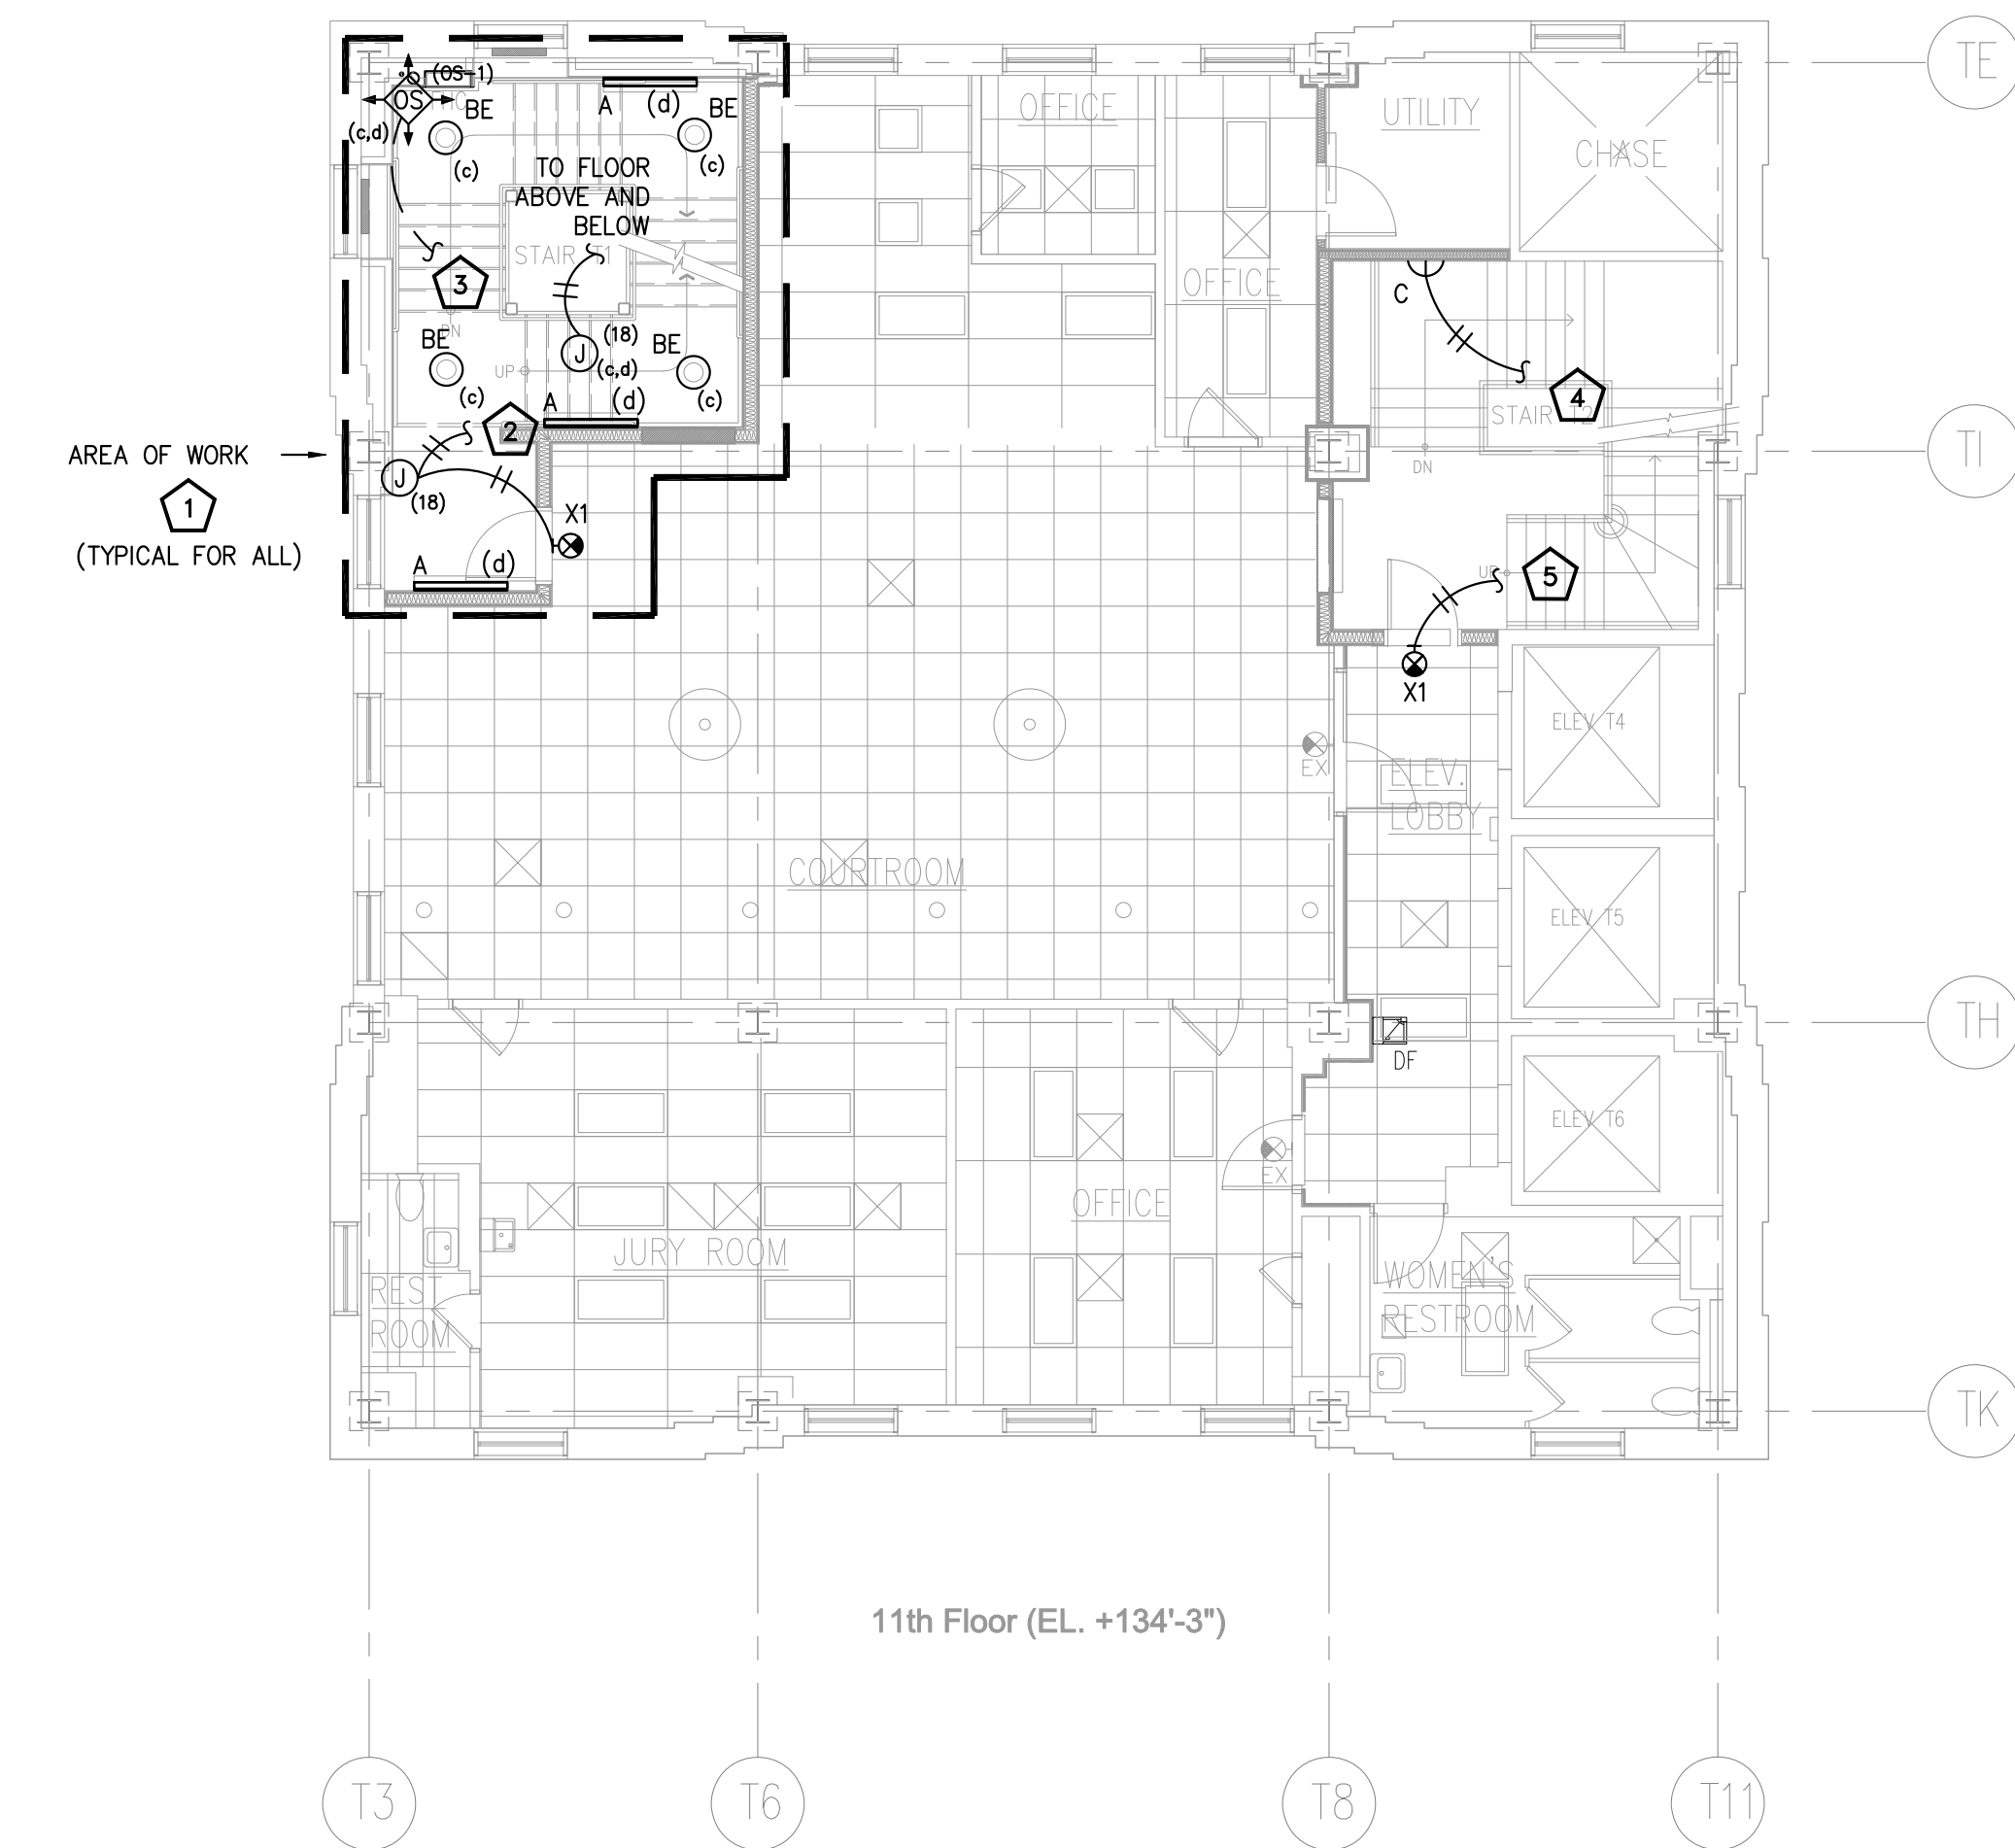 TE
(OS-1)
OS
BE
A
(d)
BE
OFFICE
UTILITY
CHASE
(c,d)
(c)
(c)
TO FLOOR
ABOVE AND
BELOW
STAIR T1
OFFICE
3
C
DN
BE
J
(18)
BE
(c,d)
UP
(c)
A
(d)
(c)
4
STAIR T2
2
AREA OF WORK
TI
DN
J
(18)
1
X1
(TYPICAL FOR ALL)
A
(d)
UP
5
X1
ELEV T4
EX
ELEV.
LOBBY
COURTROOM
ELEV T5
TH
DF
ELEV T6
EX
OFFICE
JURY ROOM
REST
ROOM
WOMEN'S
RESTROOM
TK
11th Floor (EL. +134'-3")
T3
T6
T8
T11